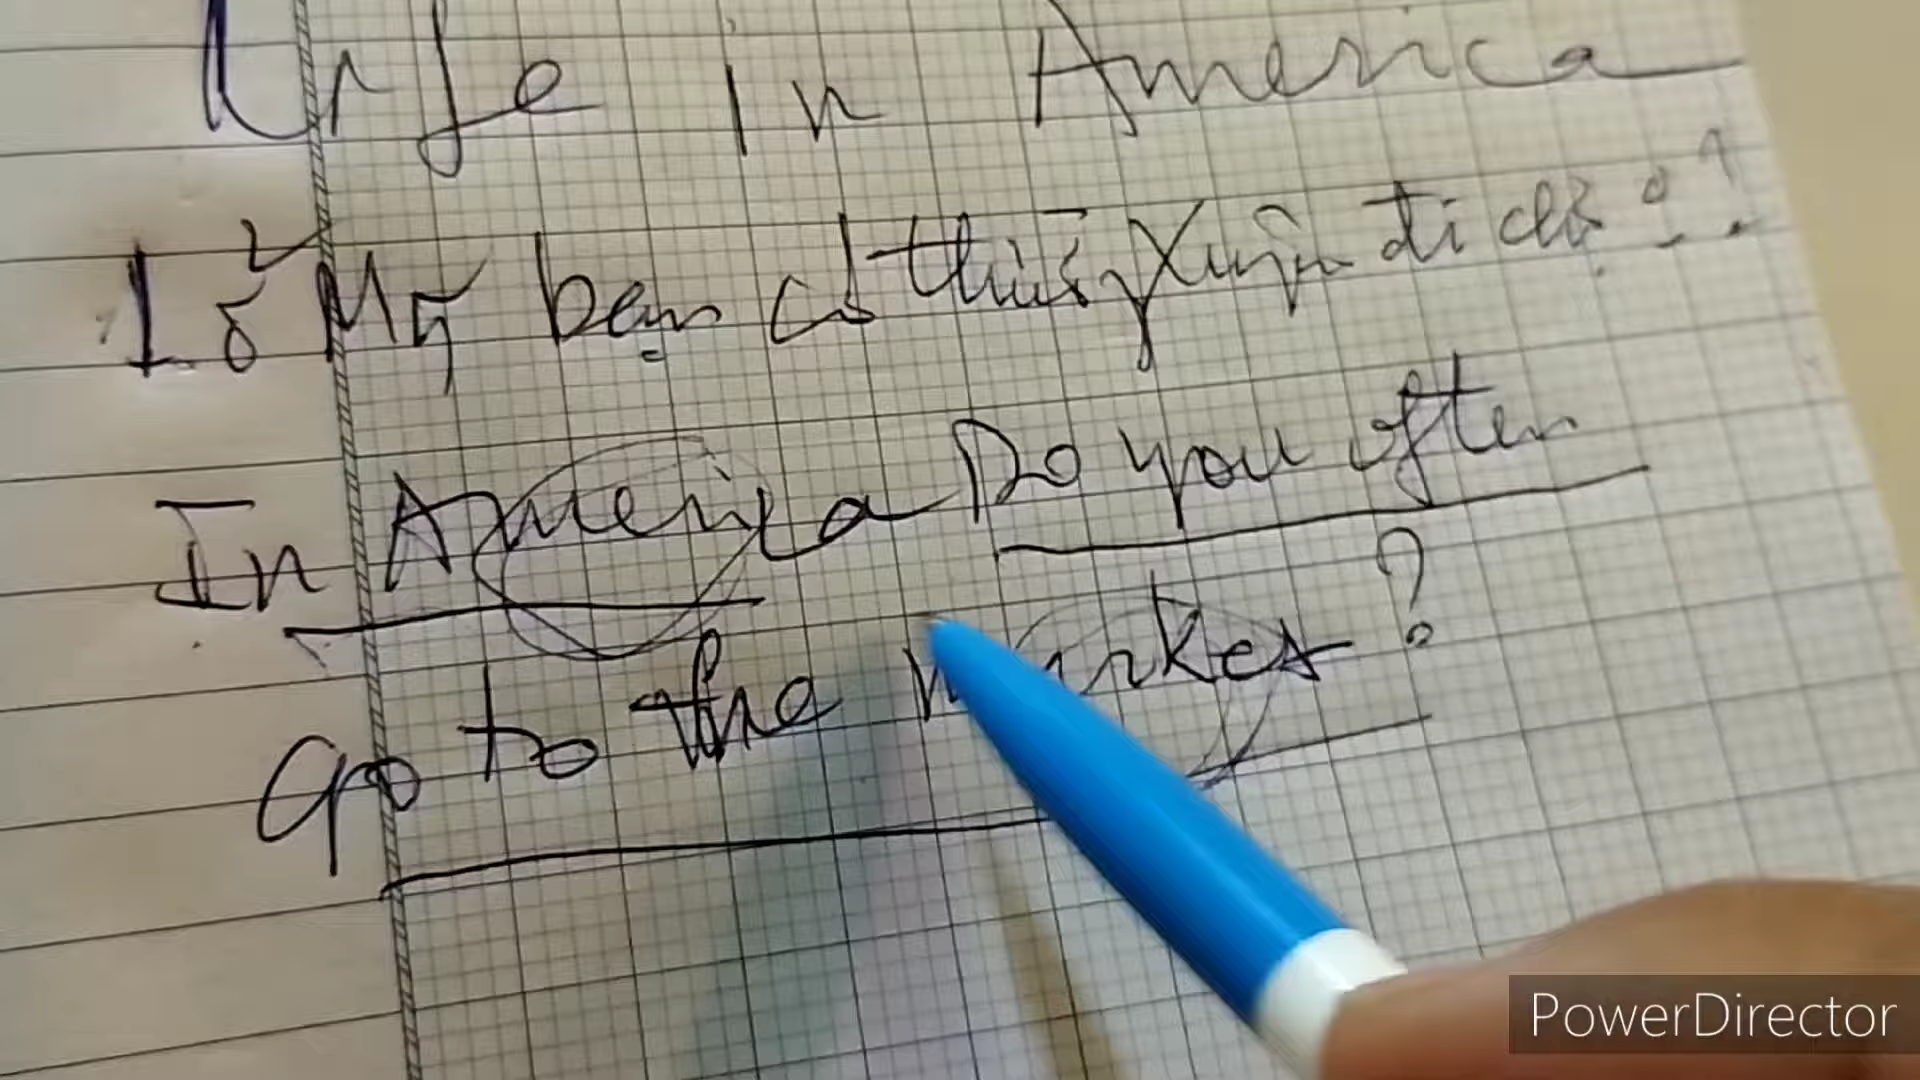 Life in America
1 Ở Mỹ bạn có thường xuyên đi chợ
In America Do you often
go to the market?
PowerDirector